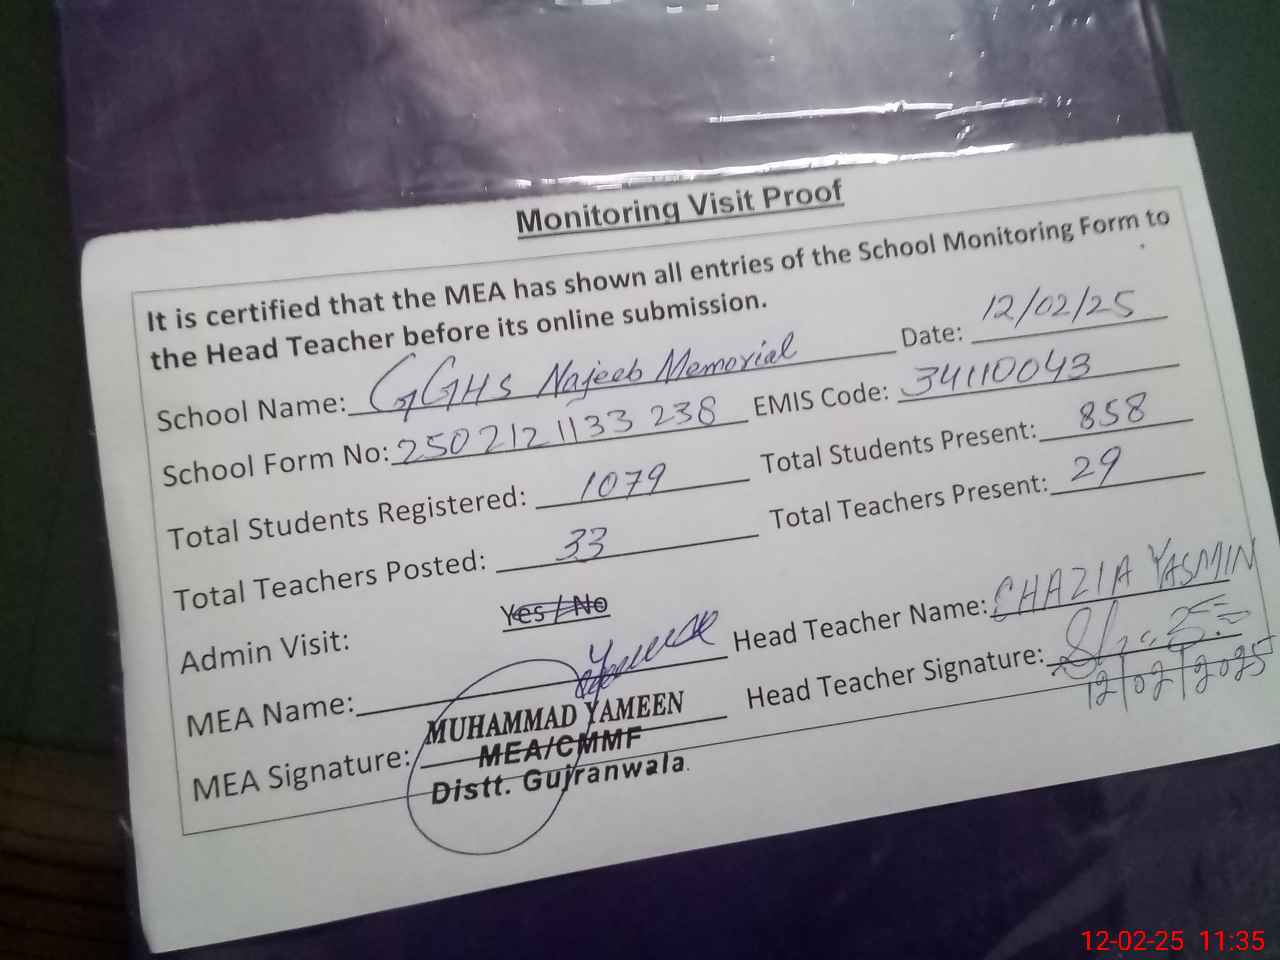 Monitoring Visit Proof
It is certified that the MEA has shown all entries of the School Monitoring Form to
the Head Teacher before its online submission.
School Name: GGHS Najeeb Memorial Date: 12/02/25
School Form No: 2502121133 238 EMIS Code: 34110043
Total Students Registered: 1079 Total Students Present: 858
Total Teachers Posted: 33 Total Teachers Present: 29
Admin Visit: Yes / No
MEA Name: Head Teacher Name: SHAZIA YASMIN
MEA Signature: Head Teacher Signature:
12/02/2025
MUHAMMAD YAMEEN
MEA/CMMF
Distt. Gujranwala.
12-02-25 11:35